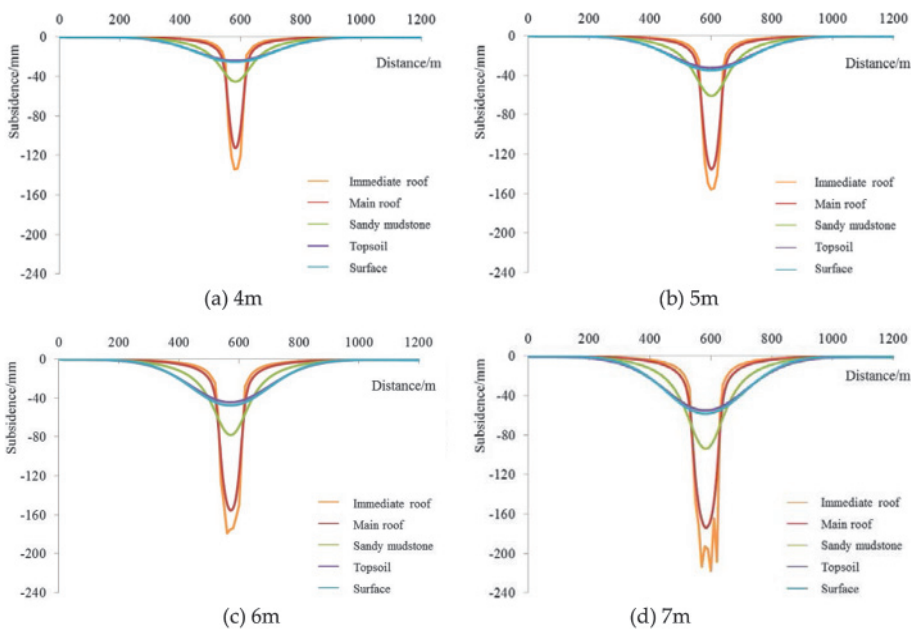 0 200 400 600 800 1000 1200
0
-40
-80
-120
-160
-200
-240
Subsidence/mm
Distance/m
Immediate roof
Main roof
Sandy mudstone
Topsoil
Surface
(a) 4m
0 200 400 600 800 1000 1200
0
-40
-80
-120
-160
-200
-240
Subsidence/mm
Distance/m
Immediate roof
Main roof
Sandy mudstone
Topsoil
Surface
(b) 5m
0 200 400 600 800 1000 1200
0
-40
-80
-120
-160
-200
-240
Subsidence/mm
Distance/m
Immediate roof
Main roof
Sandy mudstone
Topsoil
Surface
(c) 6m
0 200 400 600 800 1000 1200
0
-40
-80
-120
-160
-200
-240
Subsidence/mm
Distance/m
Immediate roof
Main roof
Sandy mudstone
Topsoil
Surface
(d) 7m